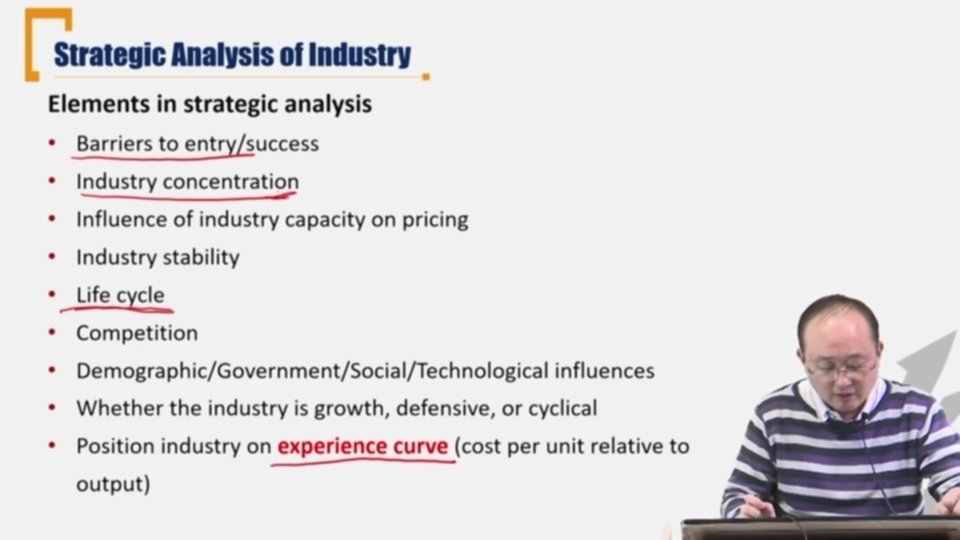 Strategic Analysis of Industry
Elements in strategic analysis
• Barriers to entry/success
• Industry concentration
• Influence of industry capacity on pricing
• Industry stability
• Life cycle
• Competition
• Demographic/Government/Social/Technological influences
• Whether the industry is growth, defensive, or cyclical
• Position industry on experience curve (cost per unit relative to
output)